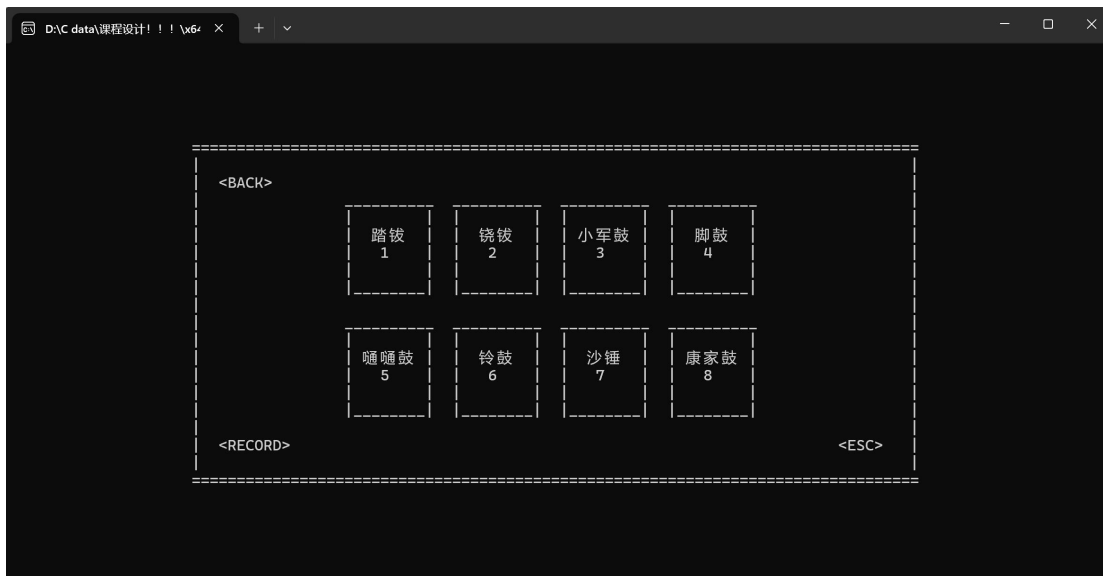 D:\C data\课程设计！！！\x64
<BACK>
踏钹 铙钹 小军鼓 脚鼓
1 2 3 4
嗵嗵鼓 铃鼓 沙锤 康家鼓
5 6 7 8
<RECORD> <ESC>